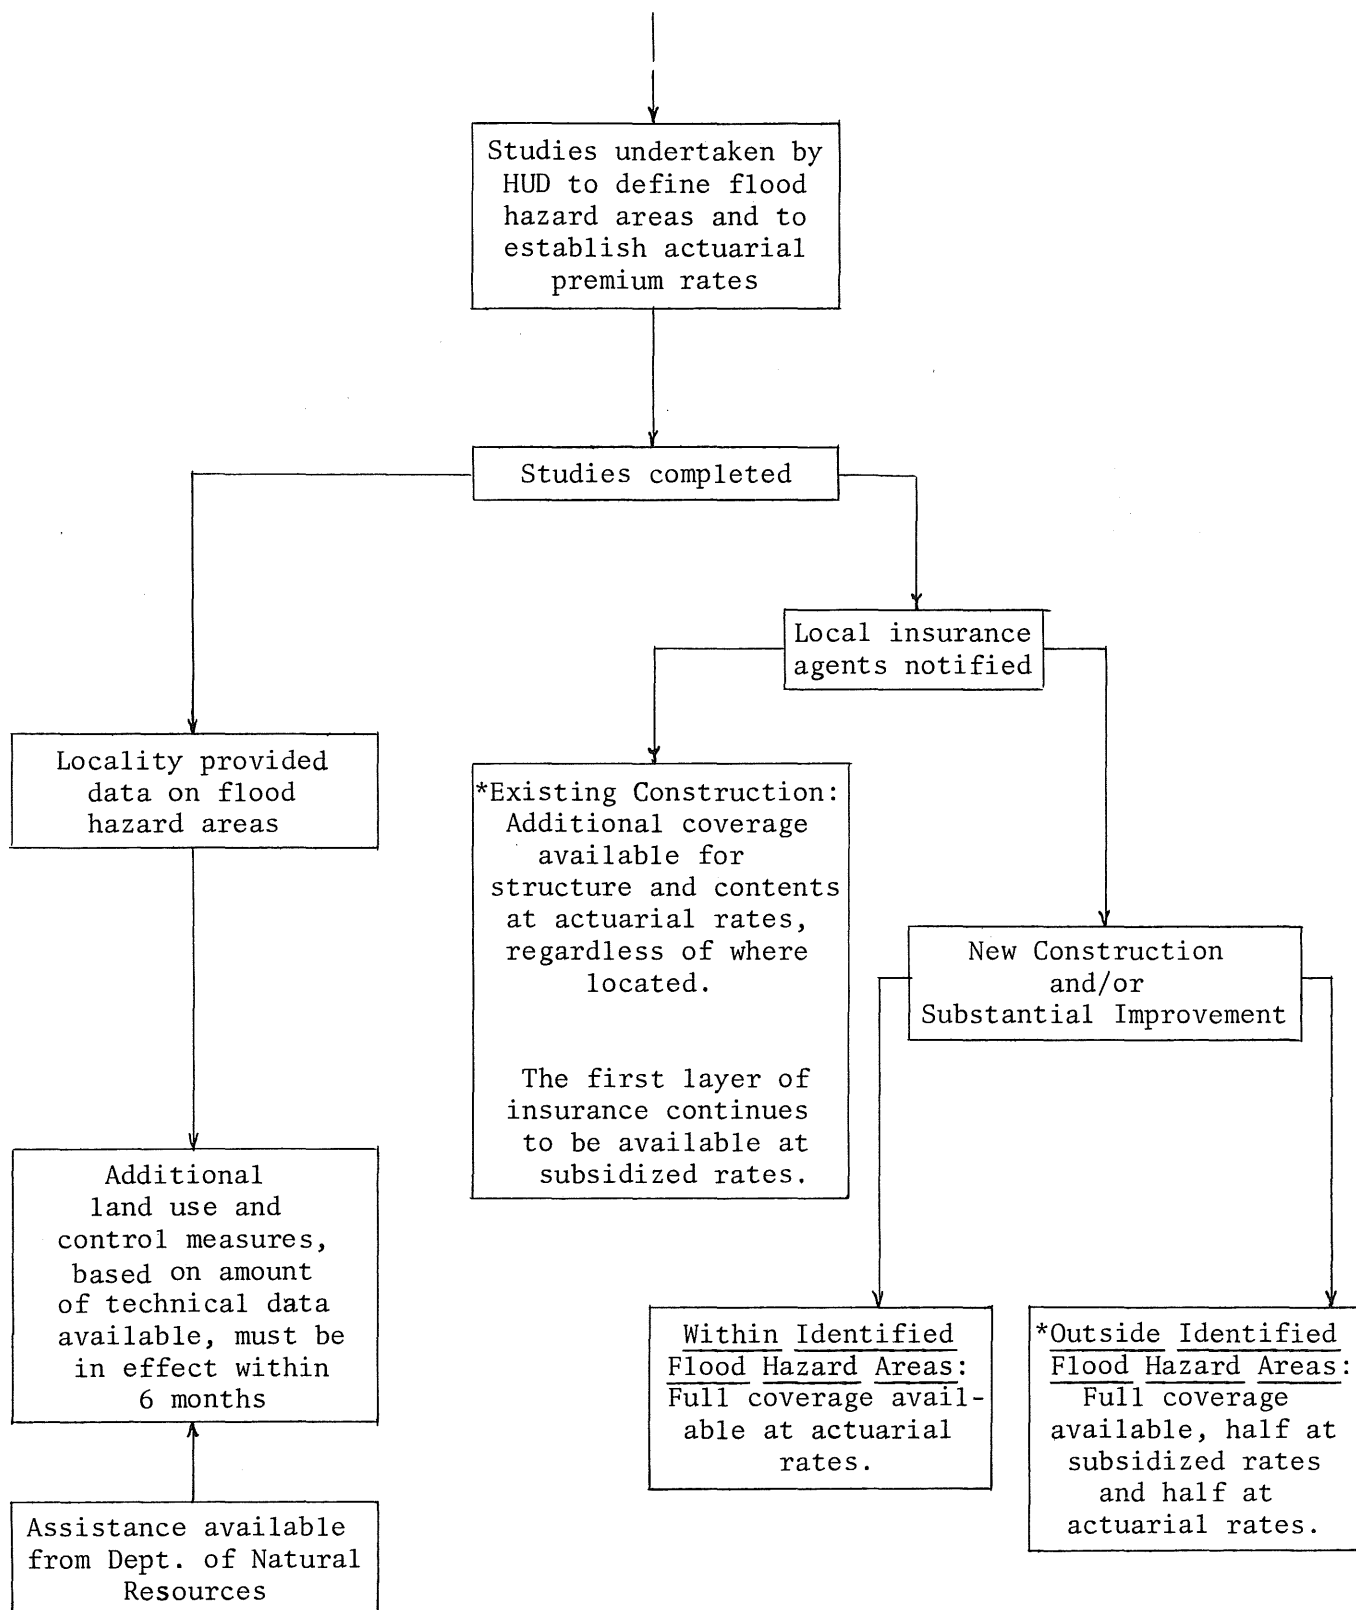 Studies undertaken by
HUD to define flood
hazard areas and to
establish actuarial
premium rates
Studies completed
Local insurance
agents notified
Locality provided
data on flood
hazard areas
*Existing Construction:
Additional coverage
available for
structure and contents
at actuarial rates,
regardless of where
located.
The first layer of
insurance continues
to be available at
subsidized rates.
New Construction
and/or
Substantial Improvement
Additional
land use and
control measures,
based on amount
of technical data
available, must be
in effect within
6 months
Within Identified
Flood Hazard Areas:
Full coverage avail-
able at actuarial
rates.
*Outside Identified
Flood Hazard Areas:
Full coverage
available, half at
subsidized rates
and half at
actuarial rates.
Assistance available
from Dept. of Natural
Resources